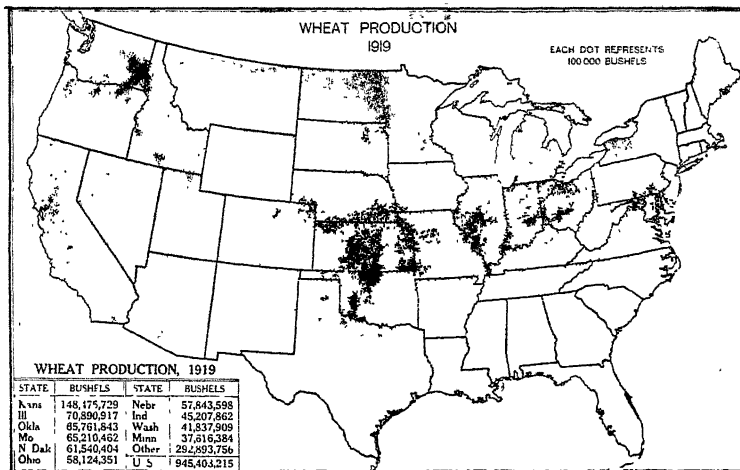 WHEAT PRODUCTION
1919
EACH DOT REPRESENTS
100 000 BUSHELS
WHEAT PRODUCTION, 1919
STATE BUSHELS STATE BUSHELS
Kans 148,475,729 Nebr 57,843,598
Ill 70,890,917 Ind 45,207,862
Okla 65,761,843 Wash 41,837,909
Mo 65,210,462 Minn 37,616,384
N Dak 61,540,404 Other 292,893,756
Ohio 58,124,351 U S 945,403,215